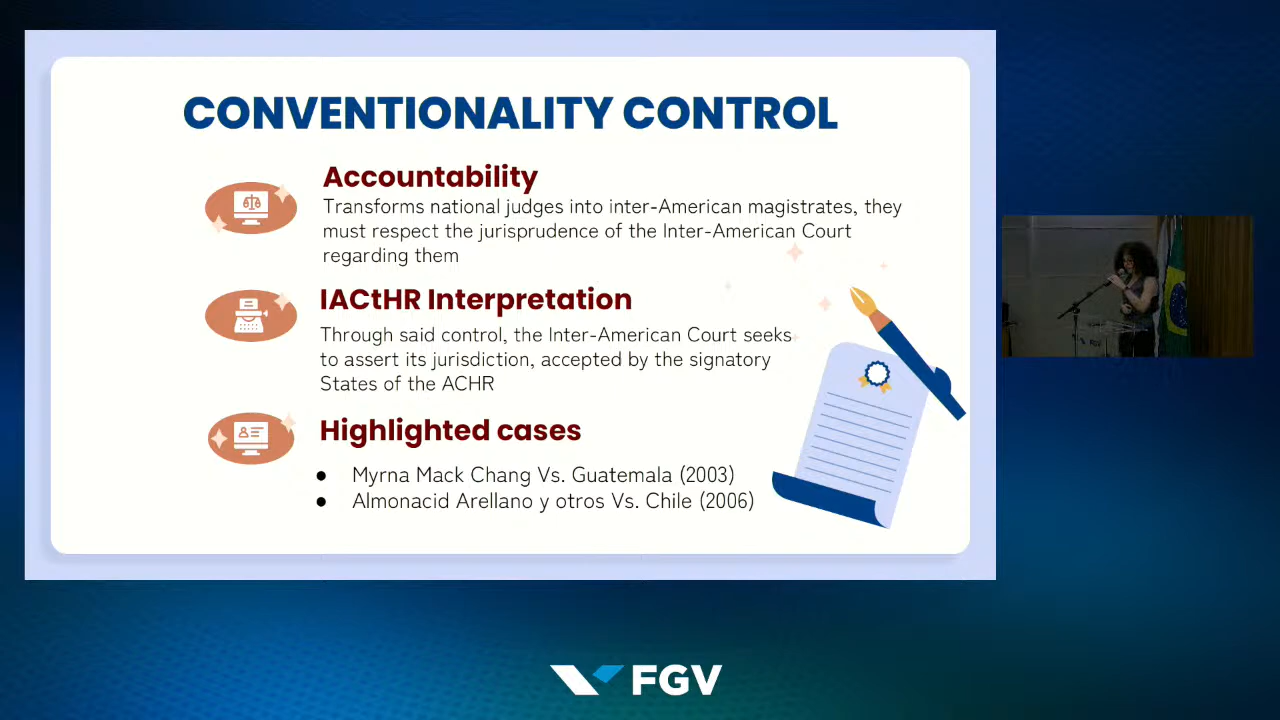 CONVENTIONALITY CONTROL
Accountability
Transforms national judges into inter-American magistrates, they
must respect the jurisprudence of the Inter-American Court
regarding them
IACtHR Interpretation
Through said control, the Inter-American Court seeks
to assert its jurisdiction, accepted by the signatory
States of the ACHR
Highlighted cases
● Myrna Mack Chang Vs. Guatemala (2003)
● Almonacid Arellano y otros Vs. Chile (2006)
FGV